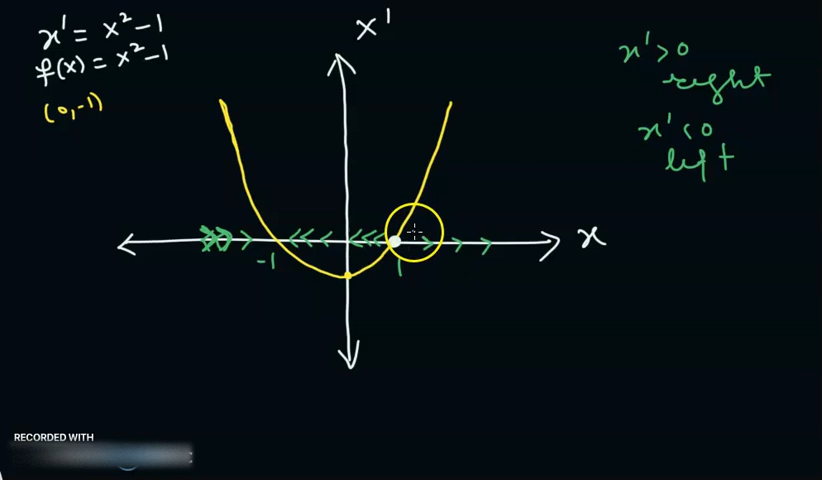 x' = x² - 1
f(x) = x² - 1
(0, -1)
x'
x' > 0
right
x' < 0
left
x
-1
1
RECORDED WITH